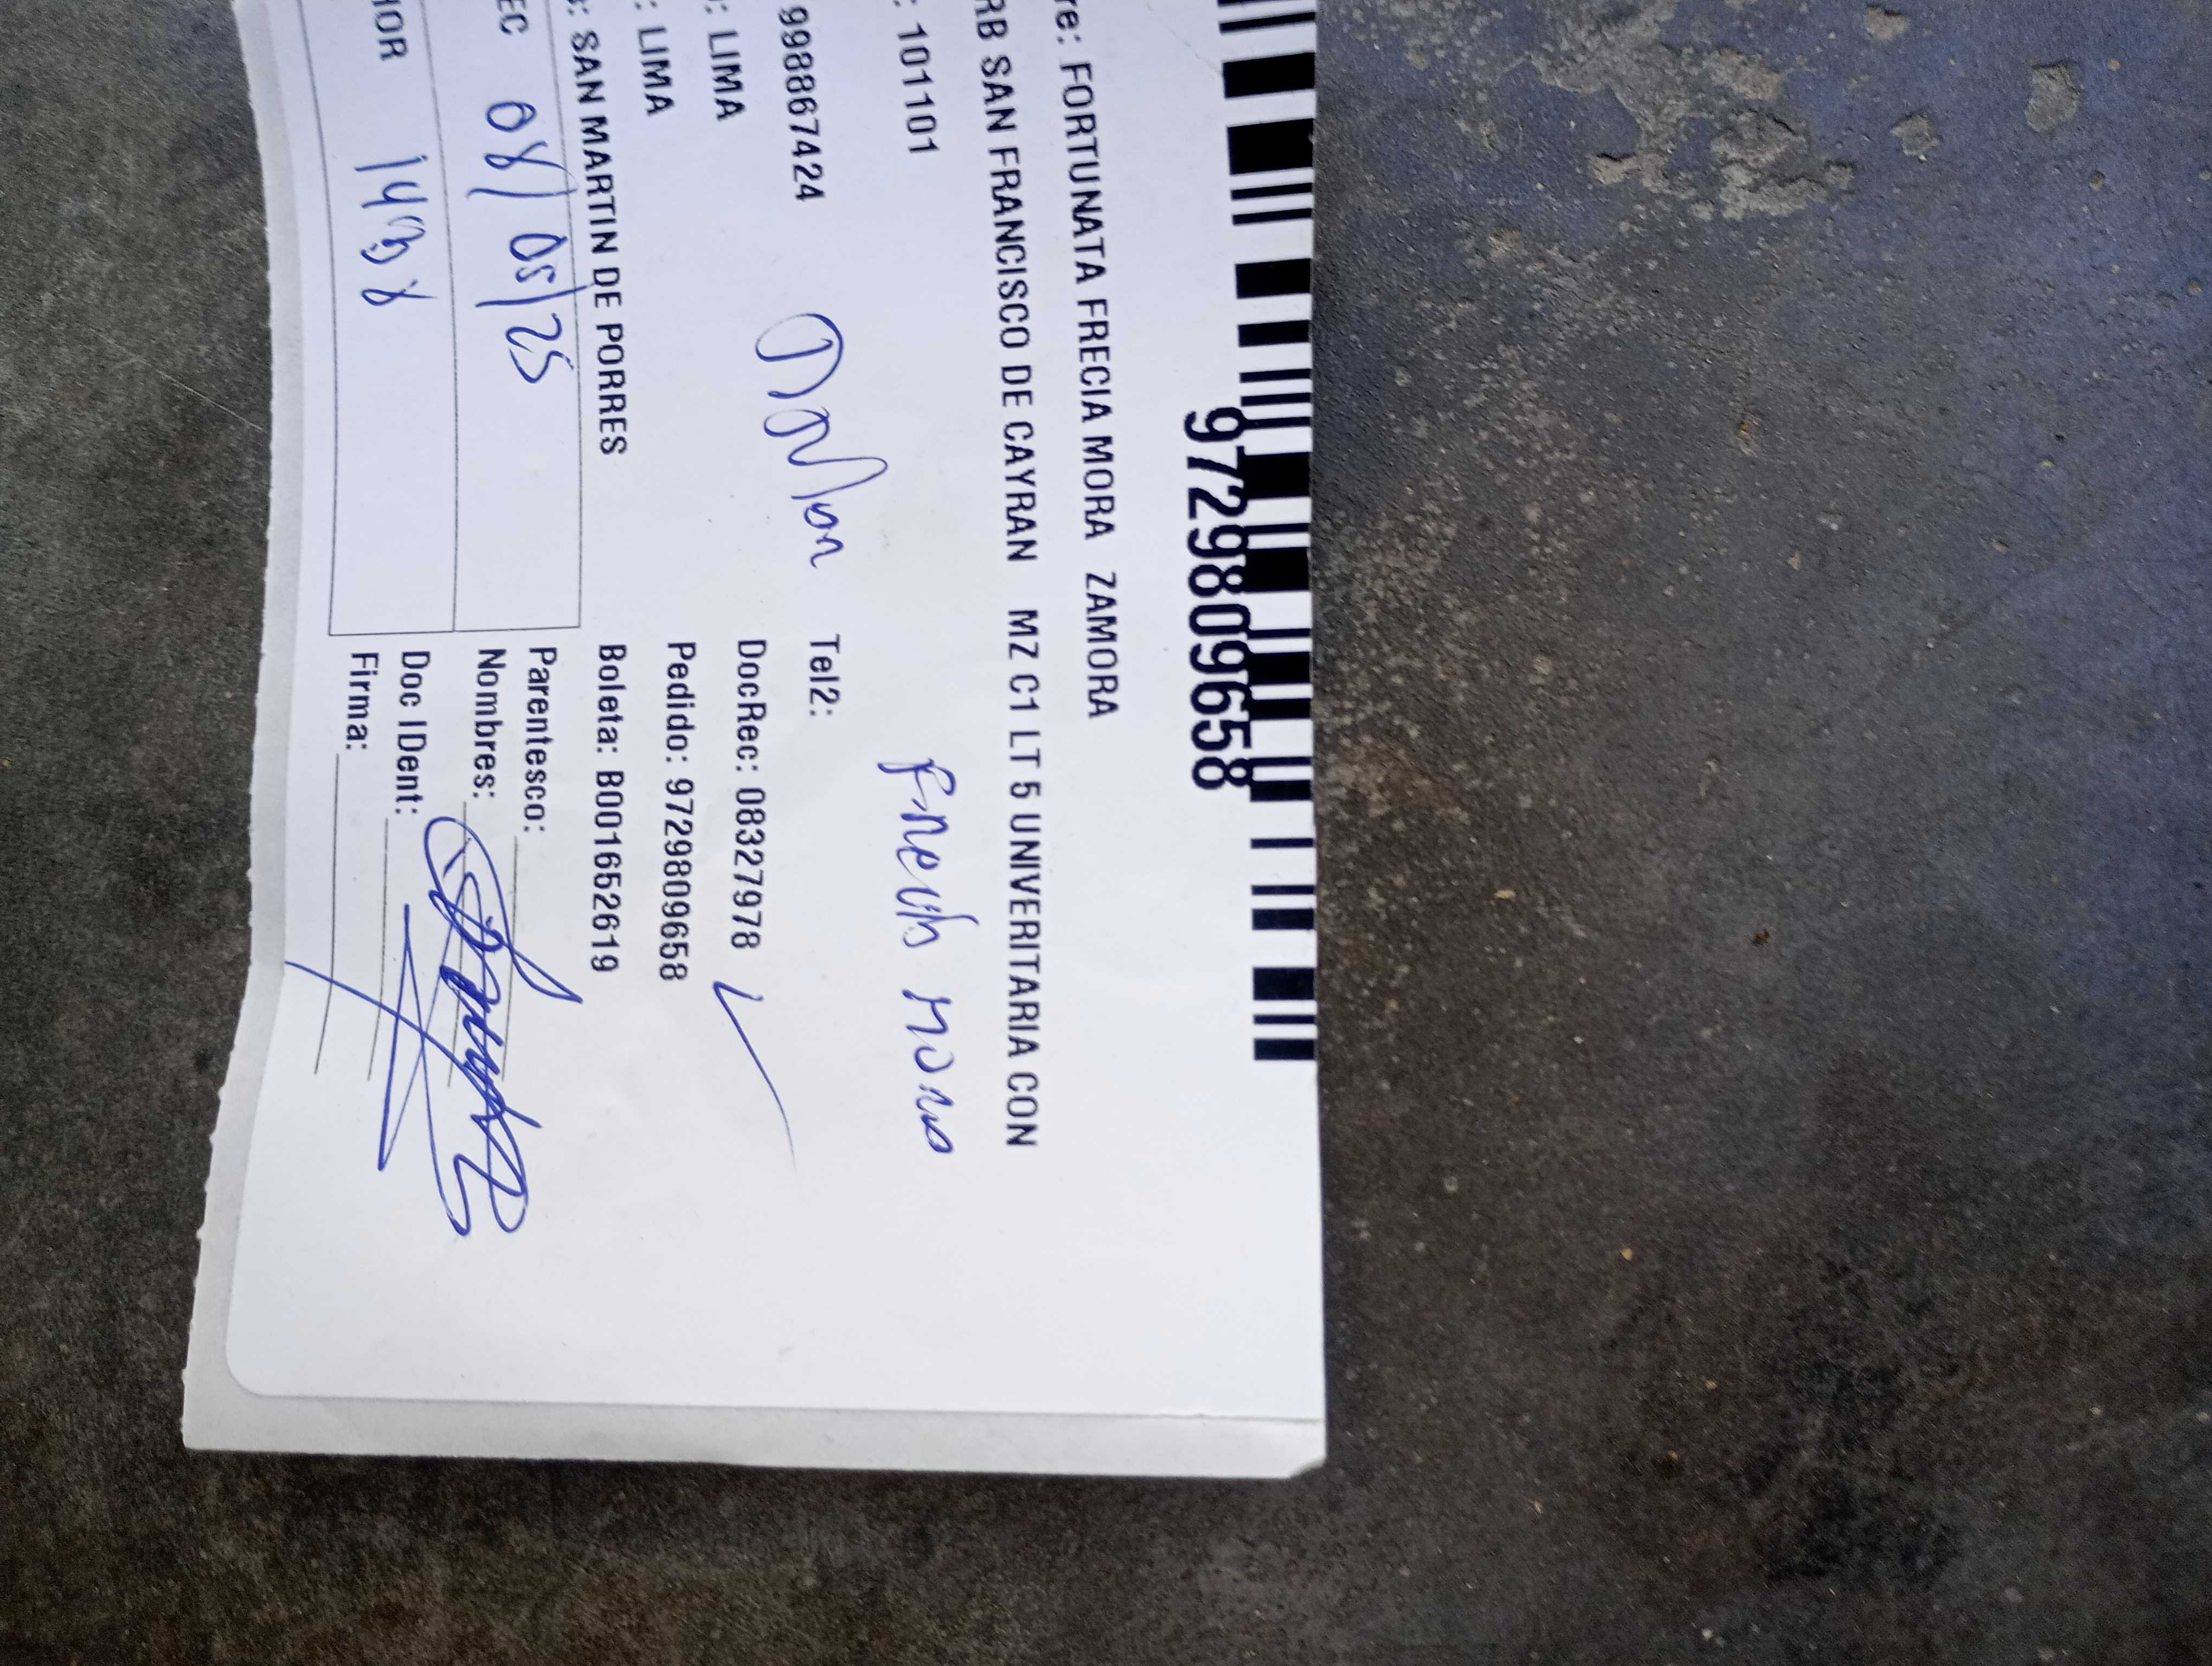 9729809658
re: FORTUNATA FRECIA MORA ZAMORA
RB SAN FRANCISCO DE CAYRAN MZ C1 LT 5 UNIVERITARIA CON
: 101101
998867424 Tel2:
: LIMA DocRec: 08327978
: LIMA Pedido: 9729809658
: SAN MARTIN DE PORRES Boleta: B001652619
EC 08/05/25
HOR
Parentesco:
Nombres:
Doc IDent:
Firma: